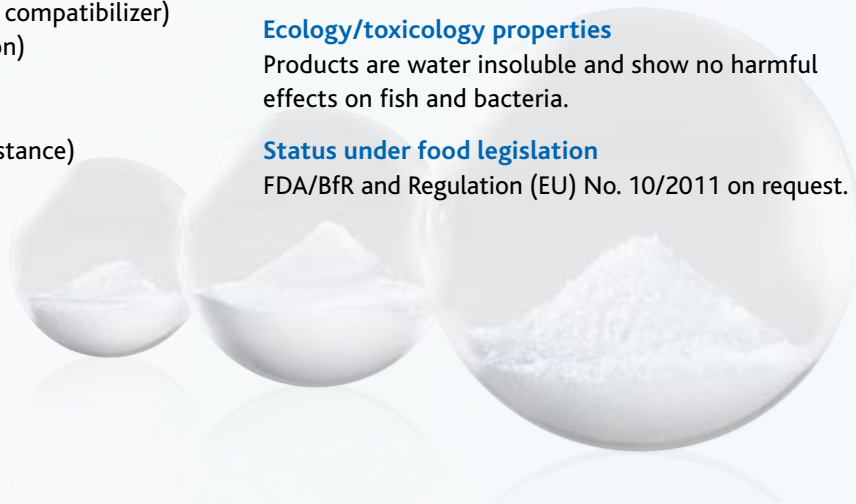 compatibilizer)
on)
stance)
Ecology/toxicology properties
Products are water insoluble and show no harmful
effects on fish and bacteria.
Status under food legislation
FDA/BfR and Regulation (EU) No. 10/2011 on request.